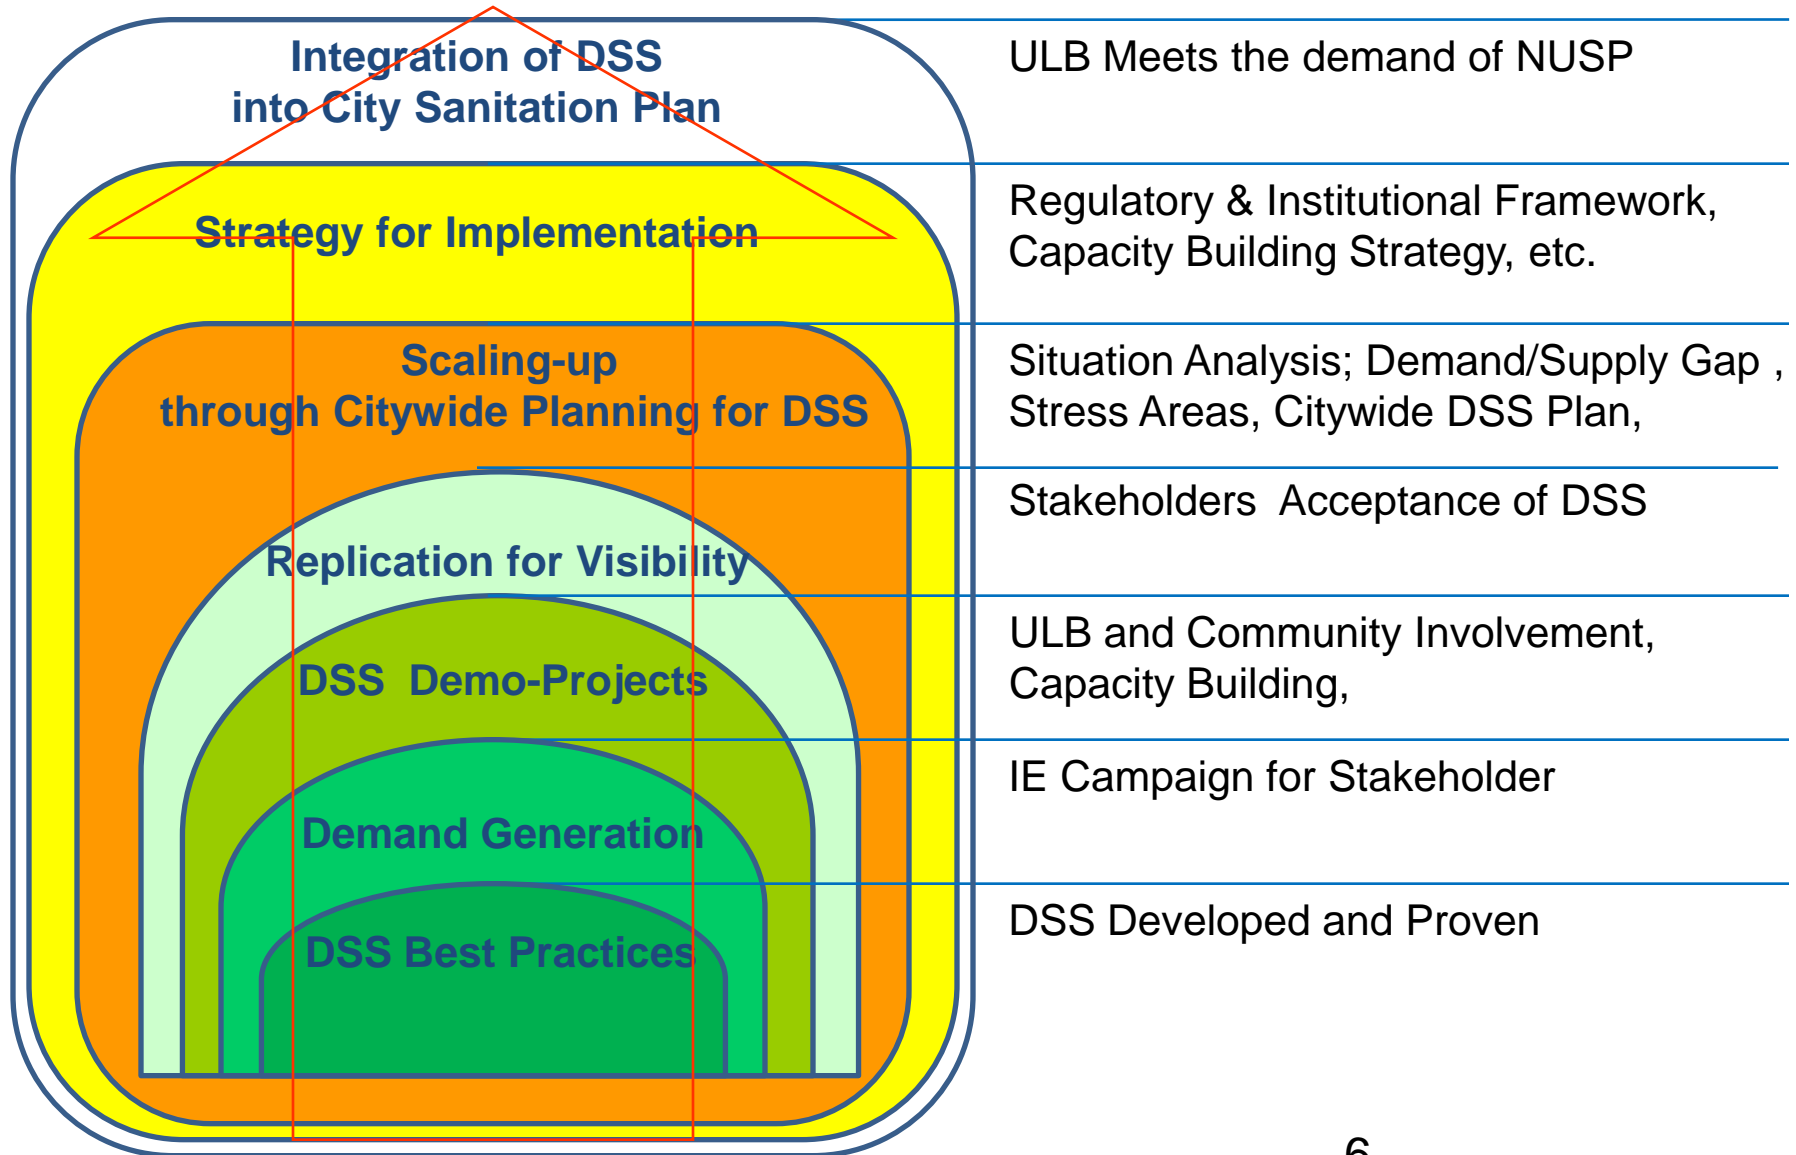 Integration of DSS
into City Sanitation Plan
ULB Meets the demand of NUSP
Strategy for Implementation
Regulatory & Institutional Framework,
Capacity Building Strategy, etc.
Scaling-up
through Citywide Planning for DSS
Situation Analysis; Demand/Supply Gap ,
Stress Areas, Citywide DSS Plan,
Replication for Visibility
Stakeholders Acceptance of DSS
DSS Demo-Projects
ULB and Community Involvement,
Capacity Building,
Demand Generation
IE Campaign for Stakeholder
DSS Best Practices
DSS Developed and Proven
6